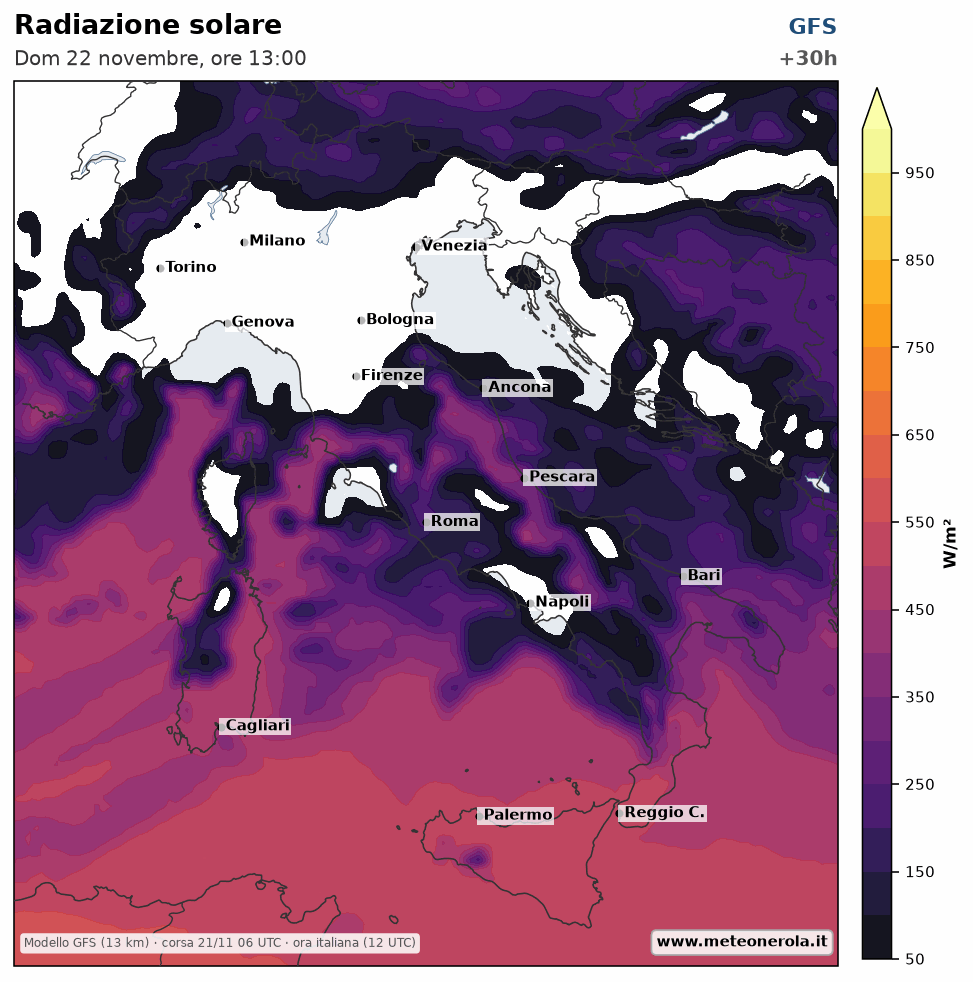 Radiazione solare
GFS
Dom 22 novembre, ore 13:00
+30h
Milano
Venezia
Torino
Genova
Bologna
Firenze
Ancona
Pescara
Roma
Bari
Napoli
Cagliari
Palermo
Reggio C.
950
850
750
650
550
450
350
250
150
50
W/m²
Modello GFS (13 km) · corsa 21/11 06 UTC · ora italiana (12 UTC)
www.meteonerola.it